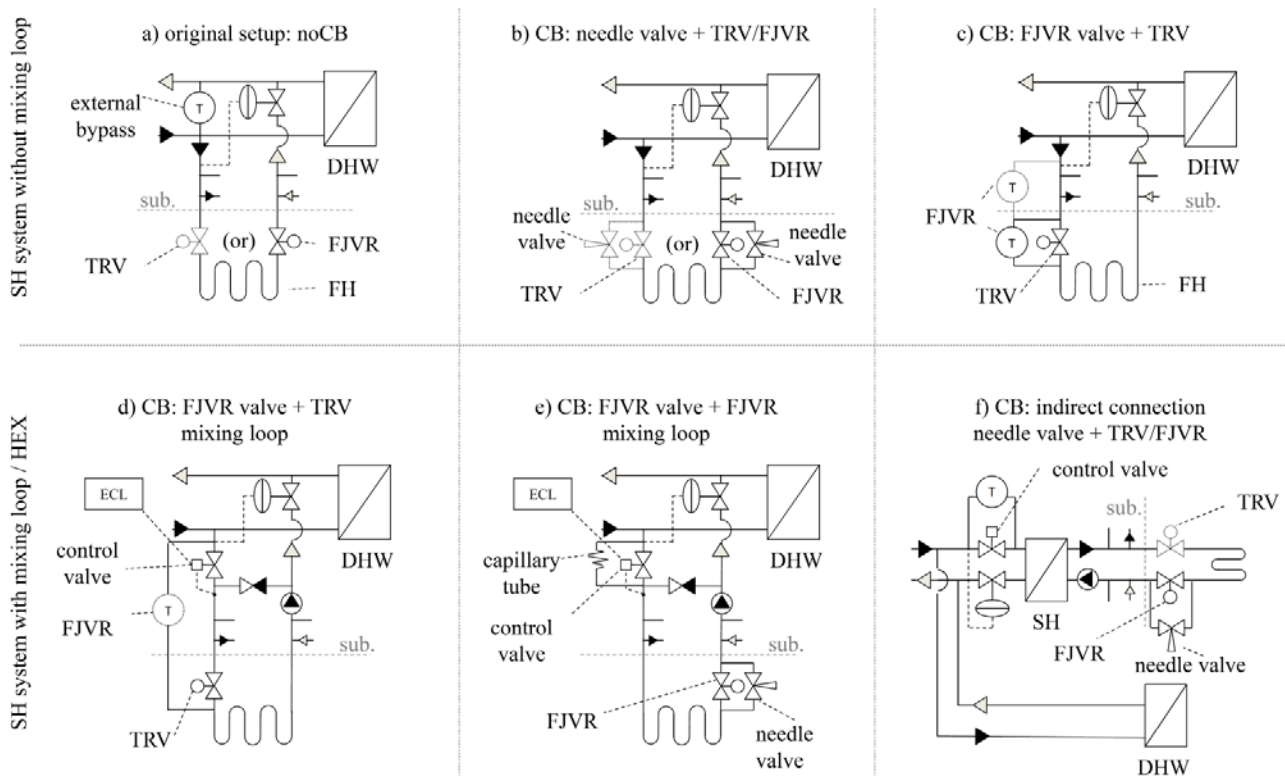 SH system without mixing loop
a) original setup: noCB
external
bypass
T
DHW
sub.
TRV
(or)
FJVR
FH
b) CB: needle valve + TRV/FJVR
DHW
sub.
needle
valve
(or)
needle
valve
TRV
FJVR
c) CB: FJVR valve + TRV
DHW
T
FJVR
sub.
T
TRV
FH
SH system with mixing loop / HEX
d) CB: FJVR valve + TRV
mixing loop
ECL
control
valve
DHW
T
FJVR
sub.
TRV
e) CB: FJVR valve + FJVR
mixing loop
ECL
capillary
tube
DHW
control
valve
sub.
FJVR
needle
valve
f) CB: indirect connection
needle valve + TRV/FJVR
control valve
T
TRV
sub.
SH
FJVR
needle valve
DHW